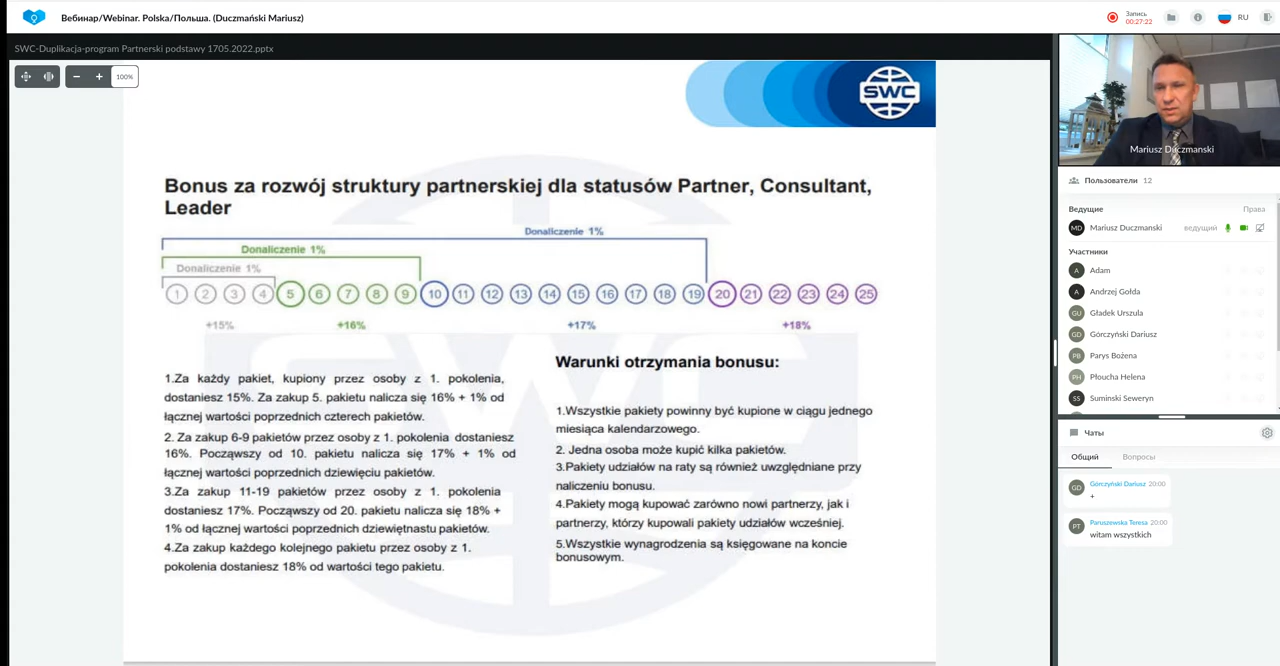 Вебинар/Webinar. Polska/Польша. (Duczmański Mariusz)
Запись
00:27:22
RU
SWC-Duplikacja-program Partnerski podstawy 1705.2022.pptx
100%
SWC
Bonus za rozwój struktury partnerskiej dla statusów Partner, Consultant,
Leader
Donaliczenie 1%
Donaliczenie 1%
Donaliczenie 1%
1 2 3 4 5 6 7 8 9 10 11 12 13 14 15 16 17 18 19 20 21 22 23 24 25
+15% +16% +17% +18%
1.Za każdy pakiet, kupiony przez osoby z 1. pokolenia,
dostaniesz 15%. Za zakup 5. pakietu nalicza się 16% + 1% od
łącznej wartości poprzednich czterech pakietów.
2. Za zakup 6-9 pakietów przez osoby z 1. pokolenia dostaniesz
16%. Począwszy od 10. pakietu nalicza się 17% + 1% od
łącznej wartości poprzednich dziewięciu pakietów.
3.Za zakup 11-19 pakietów przez osoby z 1. pokolenia
dostaniesz 17%. Począwszy od 20. pakietu nalicza się 18% +
1% od łącznej wartości poprzednich dziewiętnastu pakietów.
4.Za zakup każdego kolejnego pakietu przez osoby z 1.
pokolenia dostaniesz 18% od wartości tego pakietu.
Warunki otrzymania bonusu:
1.Wszystkie pakiety powinny być kupione w ciągu jednego
miesiąca kalendarzowego.
2. Jedna osoba może kupić kilka pakietów.
3.Pakiety udziałów na raty są również uwzględniane przy
naliczeniu bonusu.
4.Pakiety mogą kupować zarówno nowi partnerzy, jak i
partnerzy, którzy kupowali pakiety udziałów wcześniej.
5.Wszystkie wynagrodzenia są księgowane na koncie
bonusowym.
Mariusz Duczmanski
Пользователи 12
Ведущие Права
MD Mariusz Duczmanski ведущий
Участники
A Adam
A Andrzej Gołda
GU Gładek Urszula
GD Górczyński Dariusz
PB Parys Bożena
PH Płoucha Helena
SS Suminski Seweryn
Чаты
Общий Вопросы
GD Górczyński Dariusz 20:00
+
PT Paruszewska Teresa 20:00
witam wszystkich